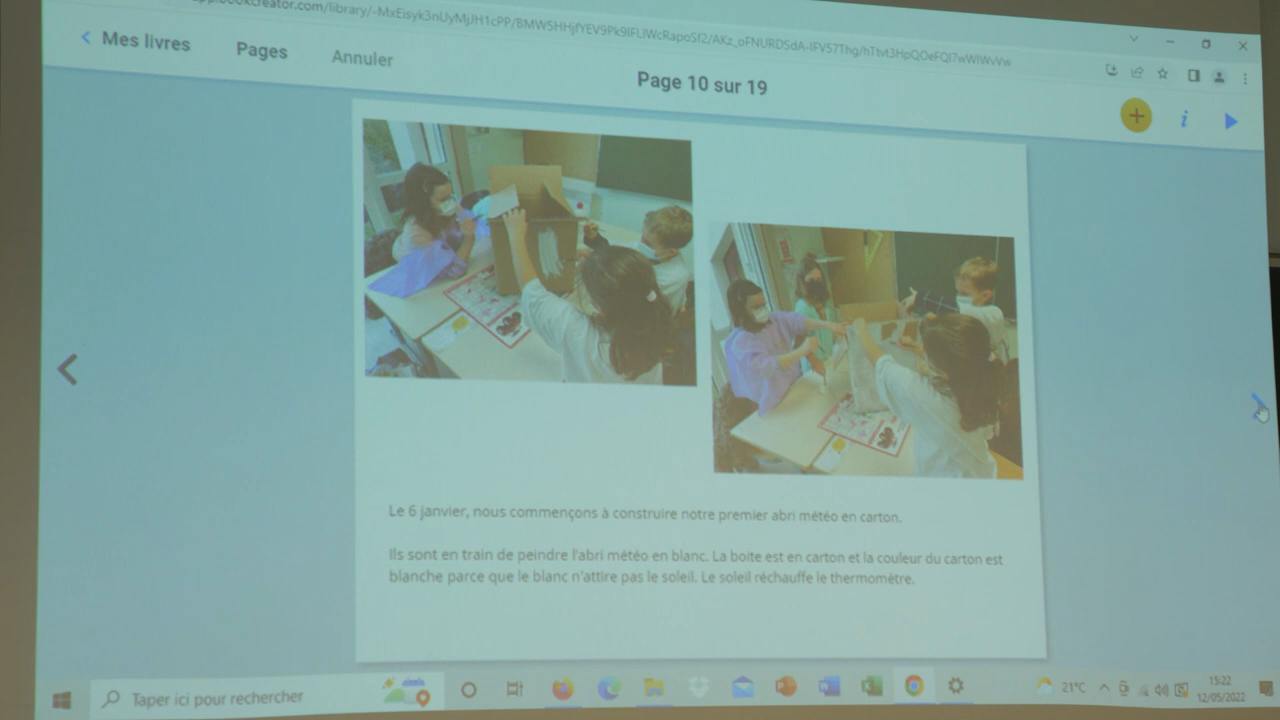 Mes livres
Pages
Annuler
Page 10 sur 19
Le 6 janvier, nous commençons à construire notre premier abri météo en carton.
Ils sont en train de peindre l'abri météo en blanc. La boite est en carton et la couleur du carton est
blanche parce que le blanc n'attire pas le soleil. Le soleil réchauffe le thermomètre.
Taper ici pour rechercher
21°C
15:22
12/05/2022